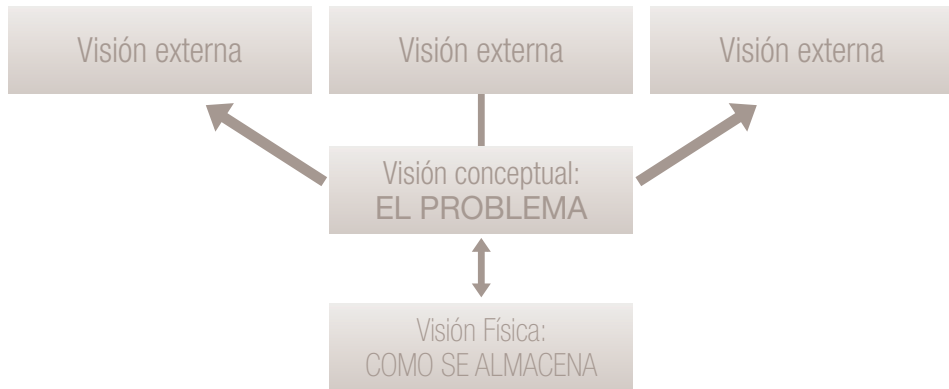 Visión externa
Visión externa
Visión externa
Visión conceptual:
EL PROBLEMA
Visión Física:
COMO SE ALMACENA